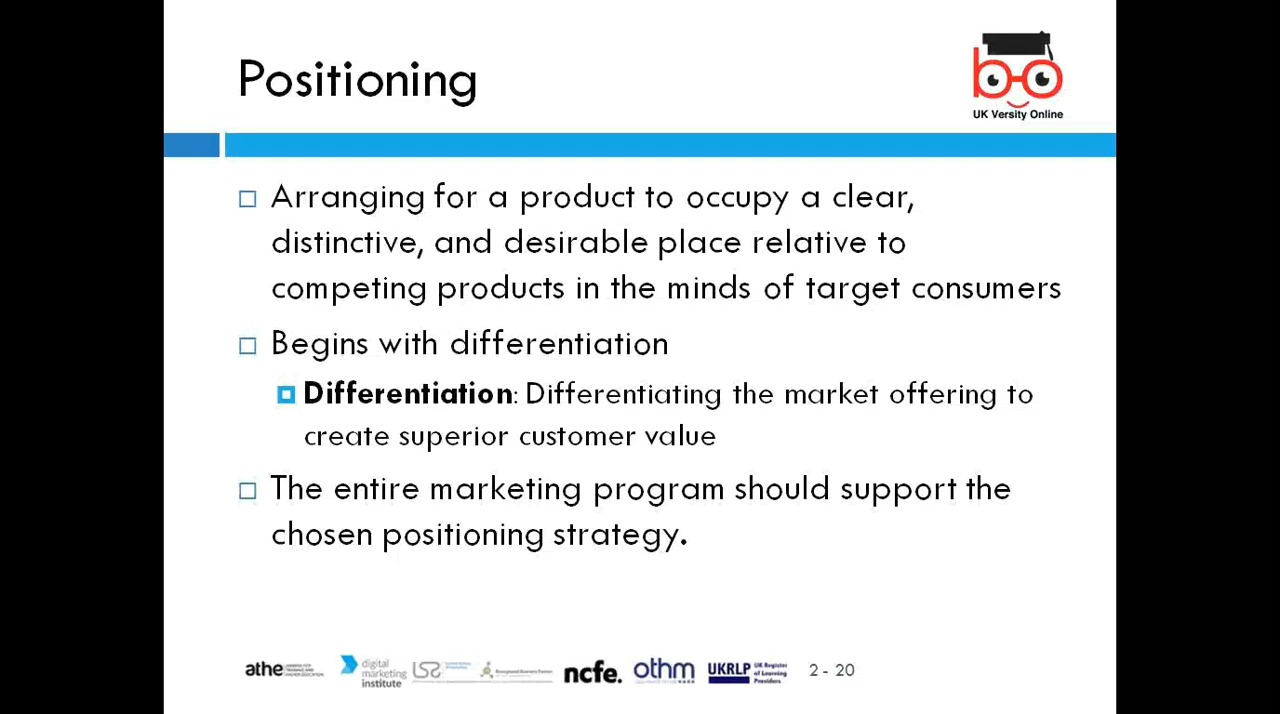 Positioning
UK Versity Online
Arranging for a product to occupy a clear,
distinctive, and desirable place relative to
competing products in the minds of target consumers
Begins with differentiation
Differentiation: Differentiating the market offering to
create superior customer value
The entire marketing program should support the
chosen positioning strategy.
athe
digital
marketing
institute
ncfe.
othm
UKRLP
UK Register
of Learning
Providers
2 - 20